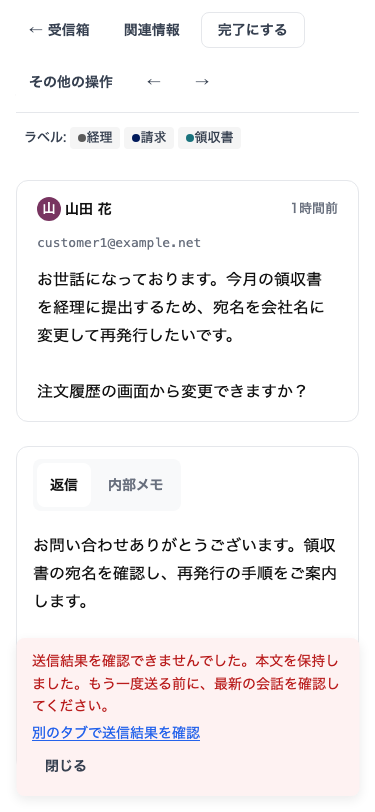 ← 受信箱 関連情報 完了にする
その他の操作 ← →
ラベル: 経理 請求 領収書
山 山田 花 1時間前
customer1@example.net
お世話になっております。今月の領収書
を経理に提出するため、宛名を会社名に
変更して再発行したいです。
注文履歴の画面から変更できますか？
返信 内部メモ
お問い合わせありがとうございます。領収
書の宛名を確認し、再発行の手順をご案内
します。
送信結果を確認できませんでした。本文を保持し
ました。もう一度送る前に、最新の会話を確認し
てください。
別のタブで送信結果を確認
閉じる